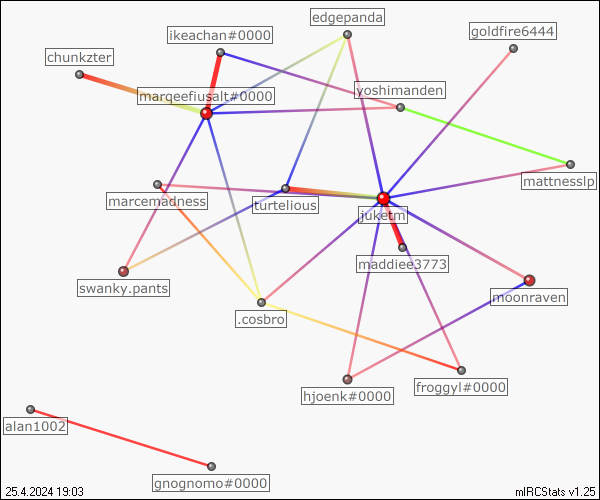 edgepanda
ikeachan#0000
goldfire6444
chunkzter
yoshimanden
marqeefiusalt#0000
mattnesslp
marcemadness
turtelious
juketm
maddiee3773
swanky.pants
moonraven
.cosbro
froggyl#0000
hjoenk#0000
alan1002
gnognomo#0000
25.4.2024 19:03
mIRCStats v1.25